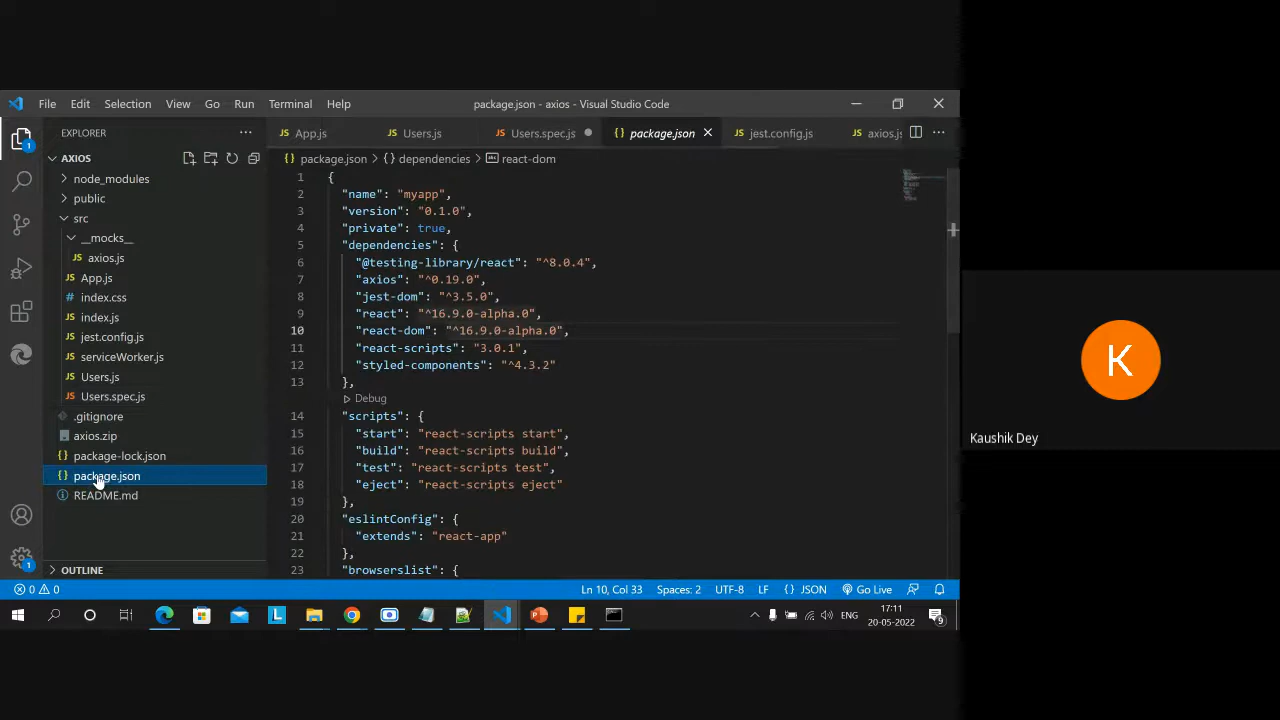 File Edit Selection View Go Run Terminal Help
package.json - axios - Visual Studio Code
EXPLORER
App.js
Users.js
Users.spec.js
package.json
jest.config.js
axios.js
AXIOS
node_modules
public
src
__mocks__
axios.js
App.js
index.css
index.js
jest.config.js
serviceWorker.js
Users.js
Users.spec.js
.gitignore
axios.zip
package-lock.json
package.json
README.md
OUTLINE
package.json > {} dependencies > react-dom
1 {
2 "name": "myapp",
3 "version": "0.1.0",
4 "private": true,
5 "dependencies": {
6 "@testing-library/react": "^8.0.4",
7 "axios": "^0.19.0",
8 "jest-dom": "^3.5.0",
9 "react": "^16.9.0-alpha.0",
10 "react-dom": "^16.9.0-alpha.0",
11 "react-scripts": "3.0.1",
12 "styled-components": "^4.3.2"
13 },
Debug
14 "scripts": {
15 "start": "react-scripts start",
16 "build": "react-scripts build",
17 "test": "react-scripts test",
18 "eject": "react-scripts eject"
19 },
20 "eslintConfig": {
21 "extends": "react-app"
22 },
23 "browserslist": {
1
1
0 0
Ln 10, Col 33
Spaces: 2
UTF-8
LF
{} JSON
Go Live
L
ENG
17:11
20-05-2022
9
K
Kaushik Dey